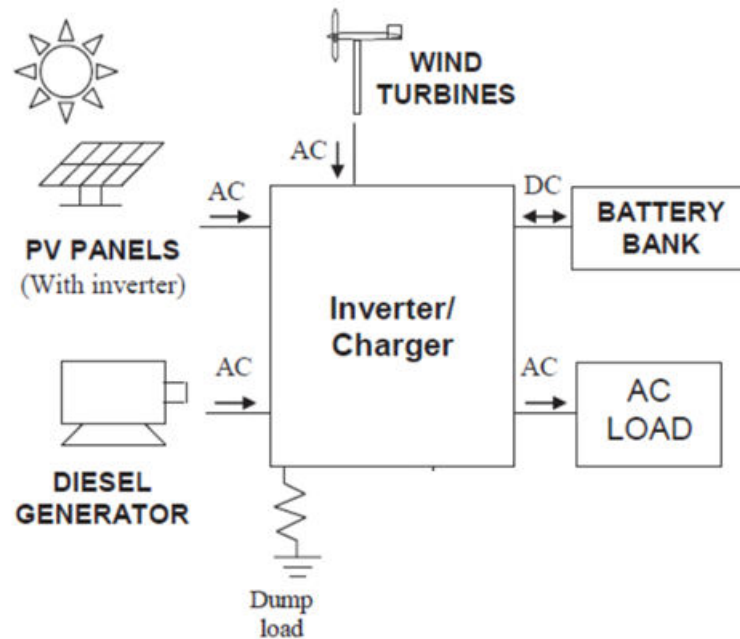 WIND
TURBINES
AC
AC
DC
BATTERY
BANK
PV PANELS
(With inverter)
Inverter/
Charger
AC
AC
AC
LOAD
DIESEL
GENERATOR
Dump
load